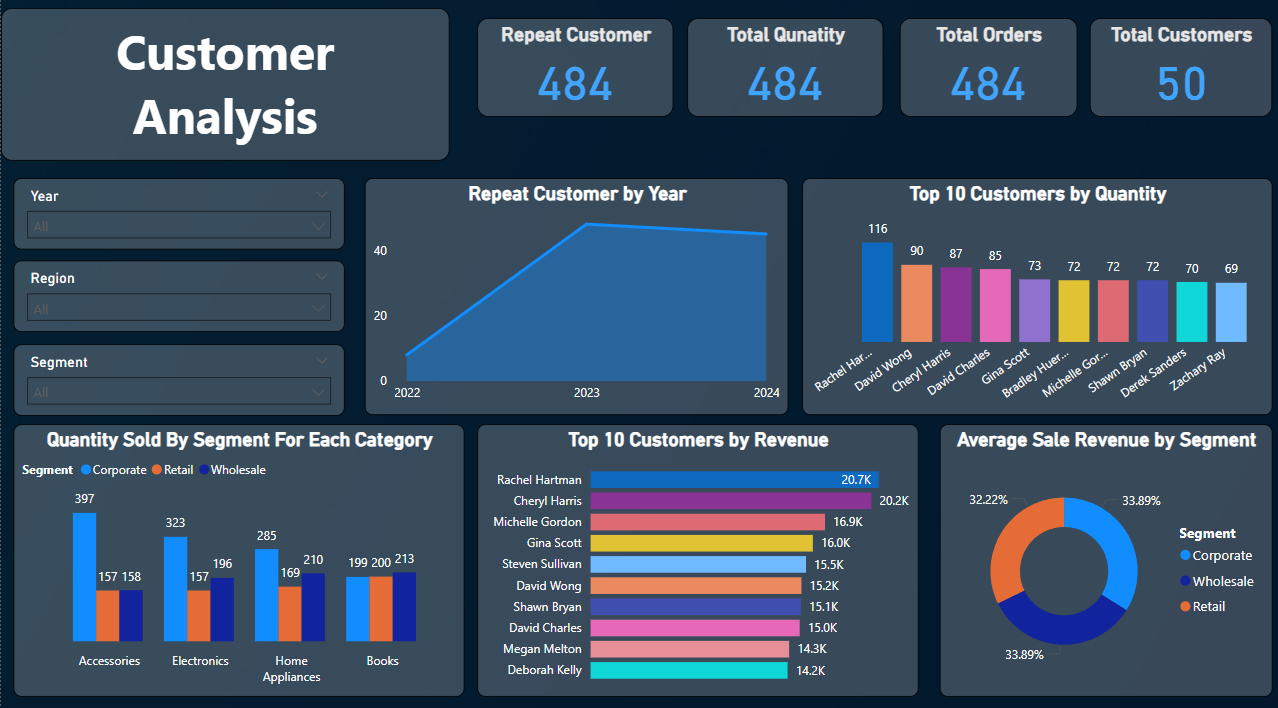 Customer
Analysis
Repeat Customer
484
Total Qunatity
484
Total Orders
484
Total Customers
50
Year
All
Region
All
Segment
All
Repeat Customer by Year
40
20
0
2022 2023 2024
Top 10 Customers by Quantity
116 90 87 85 73 72 72 72 70 69
Rachel Har... David Wong Cheryl Harris David Charles Gina Scott Bradley Huer... Michelle Gor... Shawn Bryan Derek Sanders Zachary Ray
Quantity Sold By Segment For Each Category
Segment Corporate Retail Wholesale
397 157 158 323 157 196 285 169 210 199 200 213
Accessories Electronics Home Books
Appliances
Top 10 Customers by Revenue
Rachel Hartman 20.7K
Cheryl Harris 20.2K
Michelle Gordon 16.9K
Gina Scott 16.0K
Steven Sullivan 15.5K
David Wong 15.2K
Shawn Bryan 15.1K
David Charles 15.0K
Megan Melton 14.3K
Deborah Kelly 14.2K
Average Sale Revenue by Segment
32.22% 33.89%
33.89%
Segment
Corporate
Wholesale
Retail